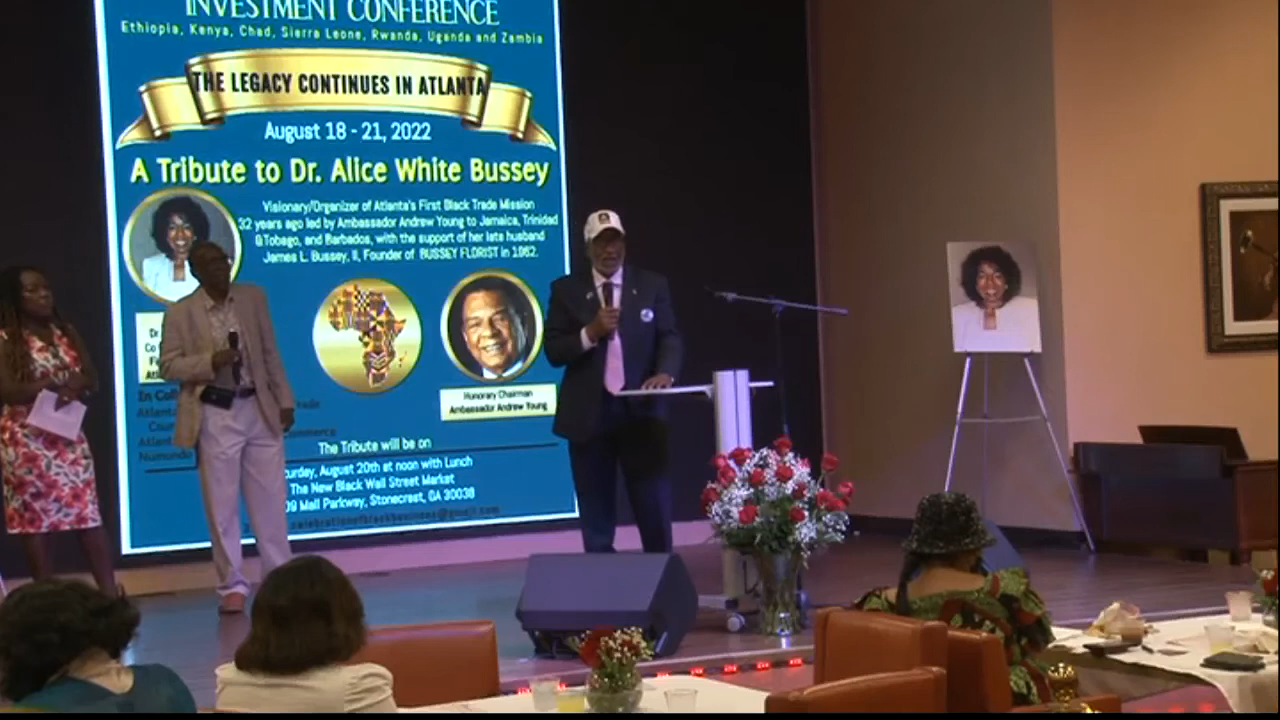 INVESTMENT CONFERENCE
Ethiopia, Kenya, Chad, Sierra Leone, Rwanda, Uganda and Zambia
THE LEGACY CONTINUES IN ATLANTA
August 18 - 21, 2022
A Tribute to Dr. Alice White Bussey
Visionary/Organizer of Atlanta's First Black Trade Mission
32 years ago led by Ambassador Andrew Young to Jamaica, Trinidad
&Tobago, and Barbados, with the support of her late husband
James L. Bussey, II, Founder of BUSSEY FLORIST in 1962.
Honorary Chairman
Ambassador Andrew Young
The Tribute will be on
August 20th at noon with Lunch
The New Black Wall Street Market
Mall Parkway, Stonecrest, GA 30038